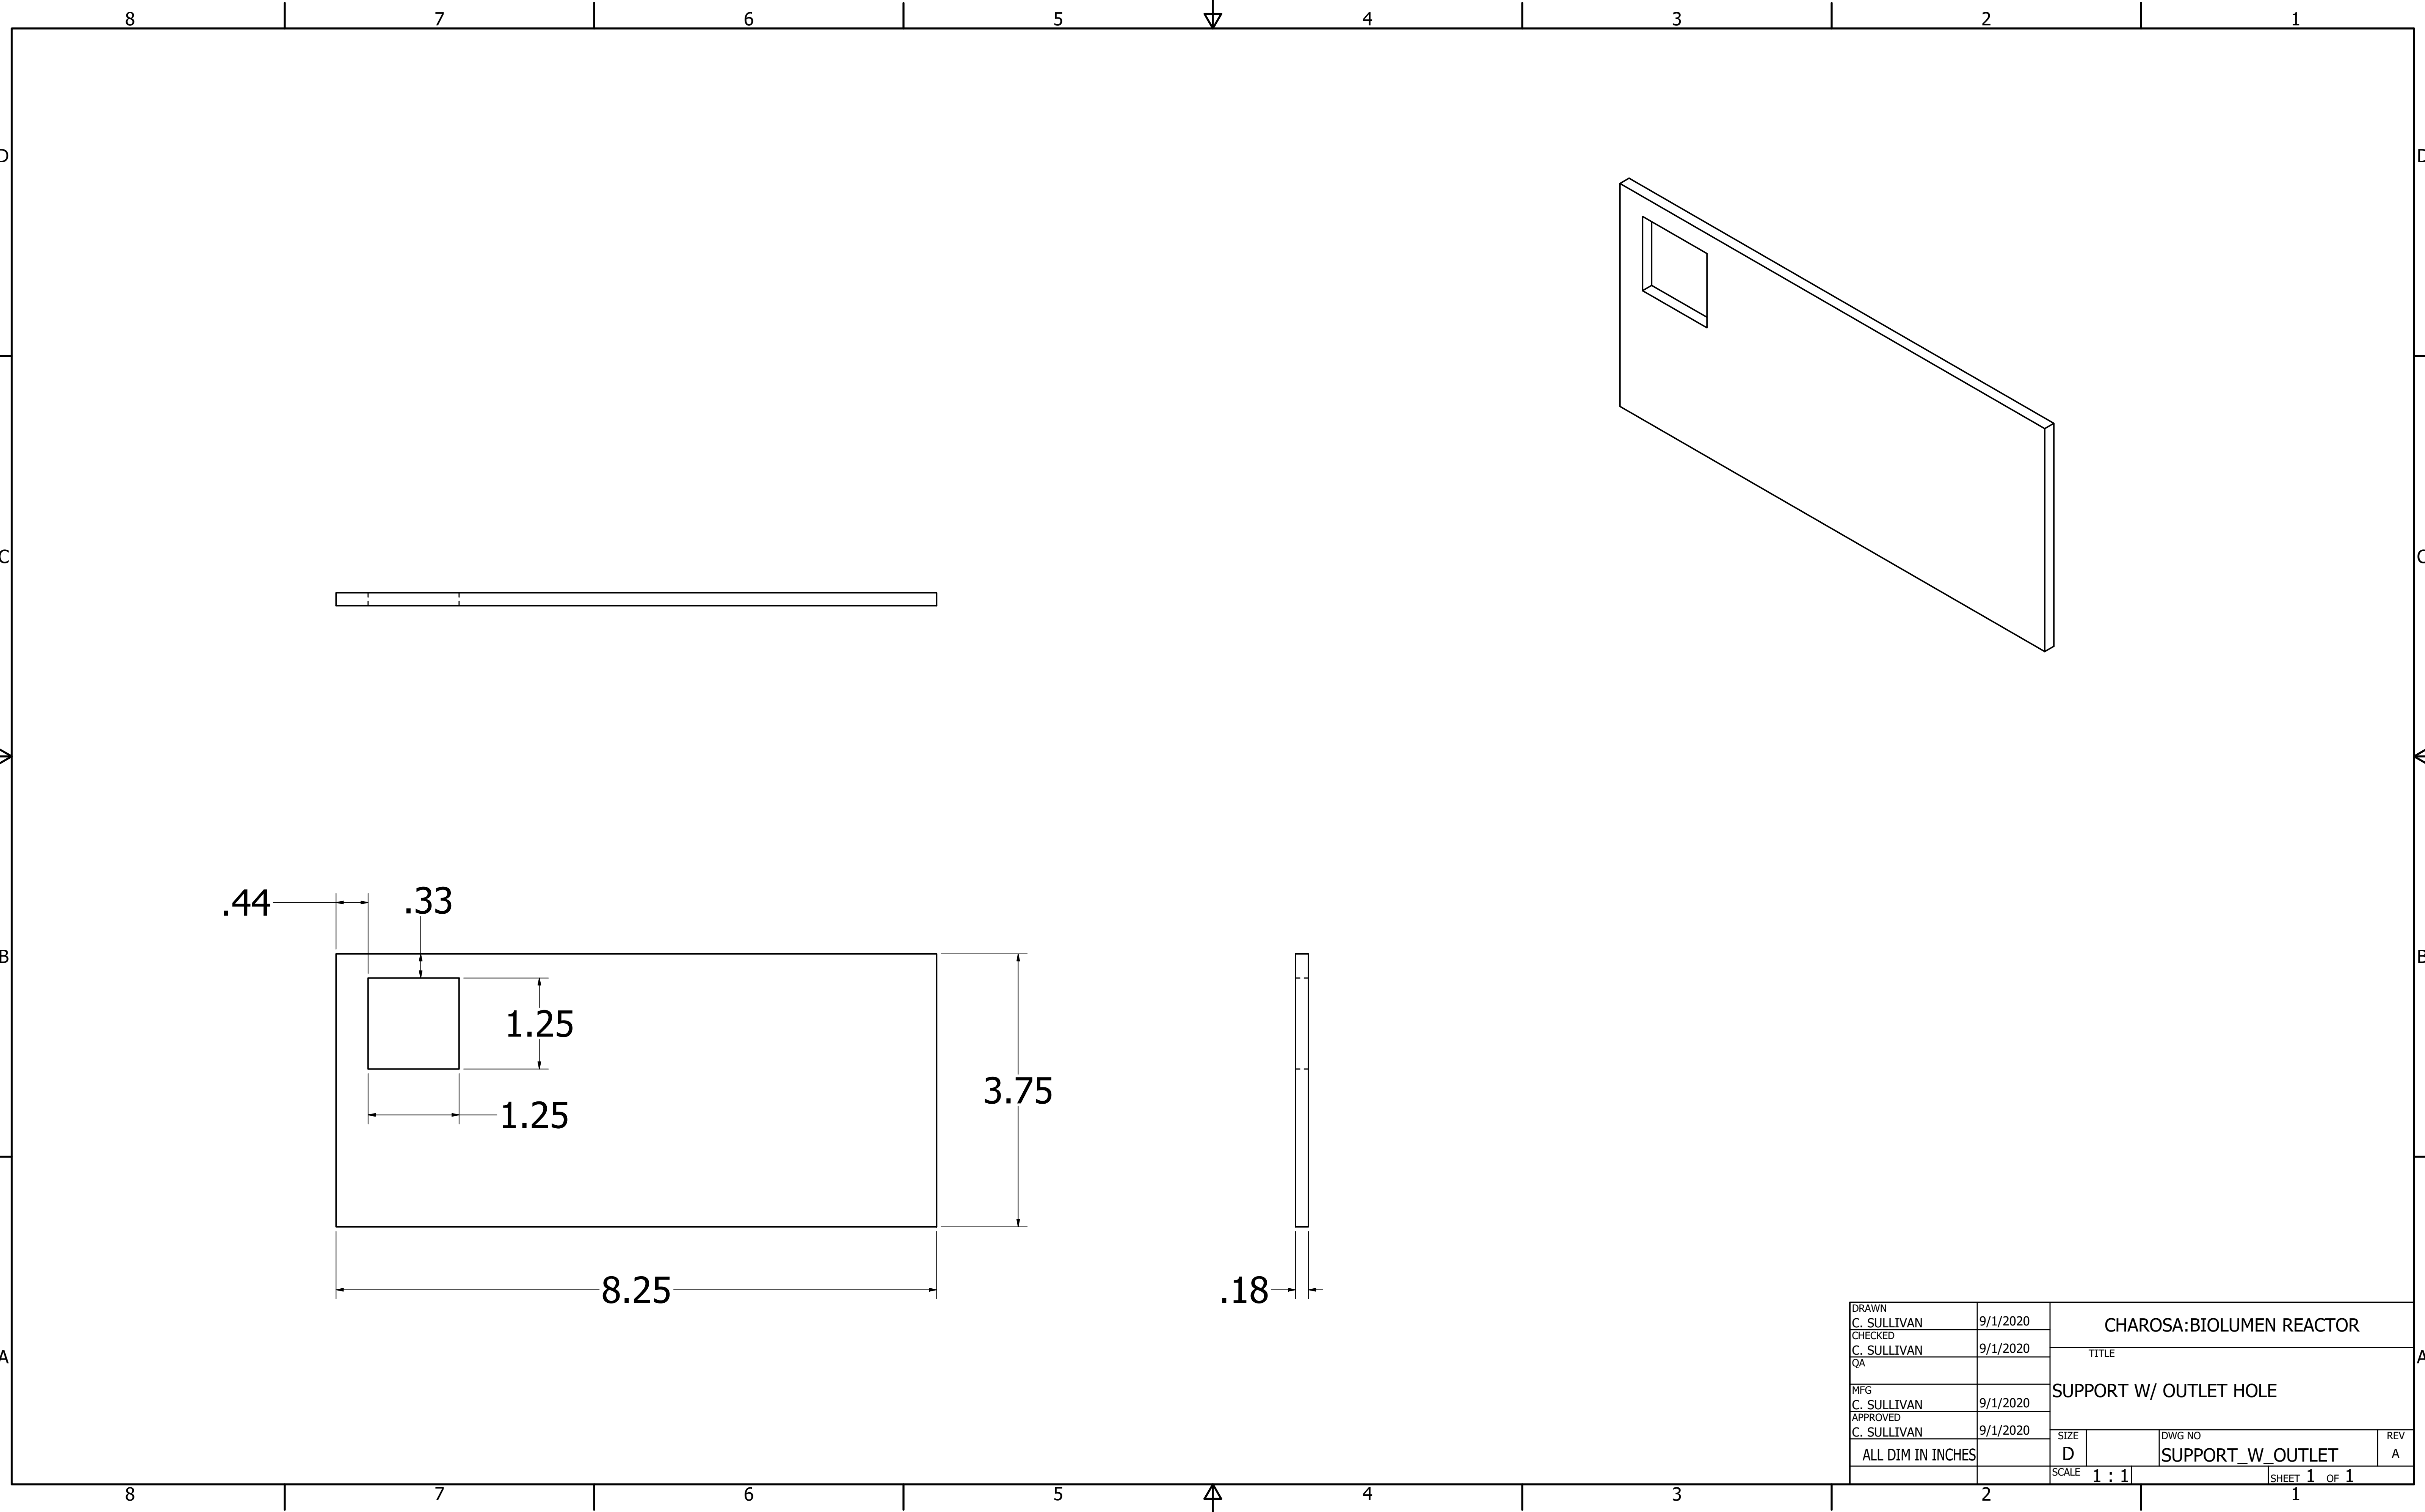 8 7 6 5 4 3 2 1
D D
C C
.44 .33
B B
1.25
3.75
1.25
8.25 .18
A A
DRAWN
C. SULLIVAN 9/1/2020
CHECKED
C. SULLIVAN 9/1/2020
QA
MFG
C. SULLIVAN 9/1/2020
APPROVED
C. SULLIVAN 9/1/2020
ALL DIM IN INCHES
CHAROSA:BIOLUMEN REACTOR
TITLE
SUPPORT W/ OUTLET HOLE
SIZE
D
DWG NO
SUPPORT_W_OUTLET
REV
A
SCALE 1 : 1
SHEET 1 OF 1
8 7 6 5 4 3 2 1